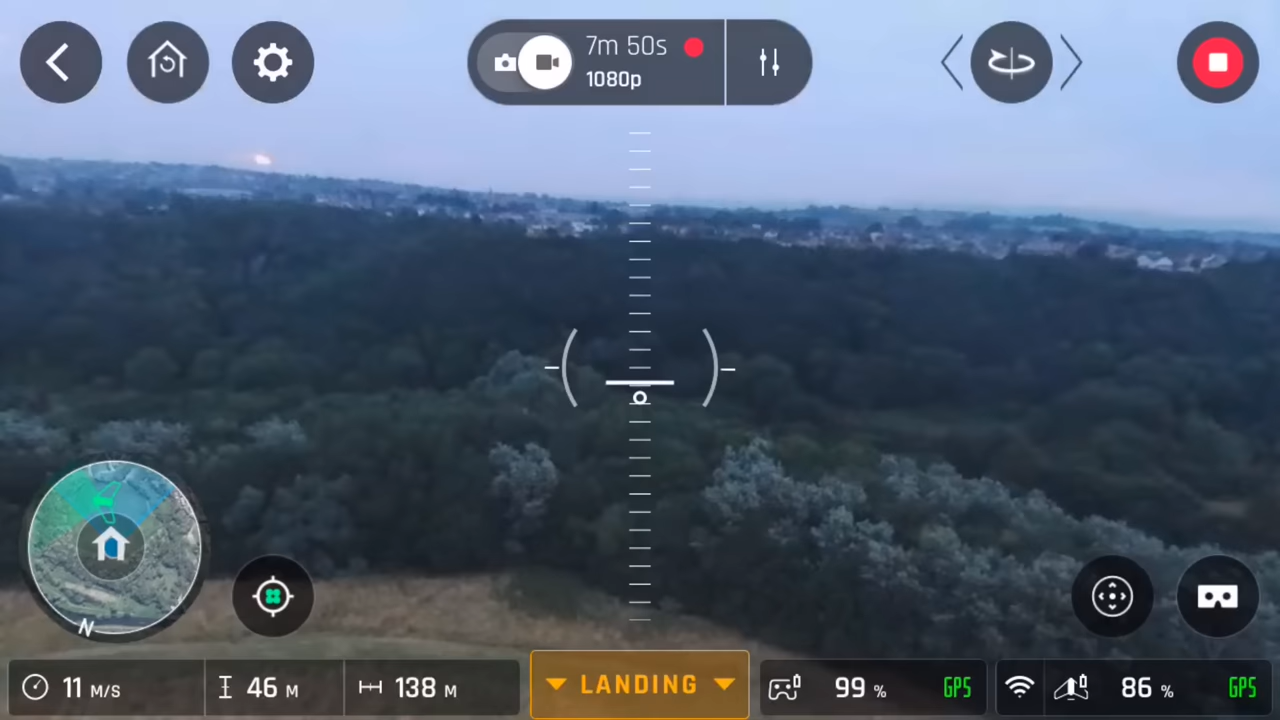 7m 50s
1080p
N
11 M/S
46 M
138 M
LANDING
99 %
GPS
86 %
GPS